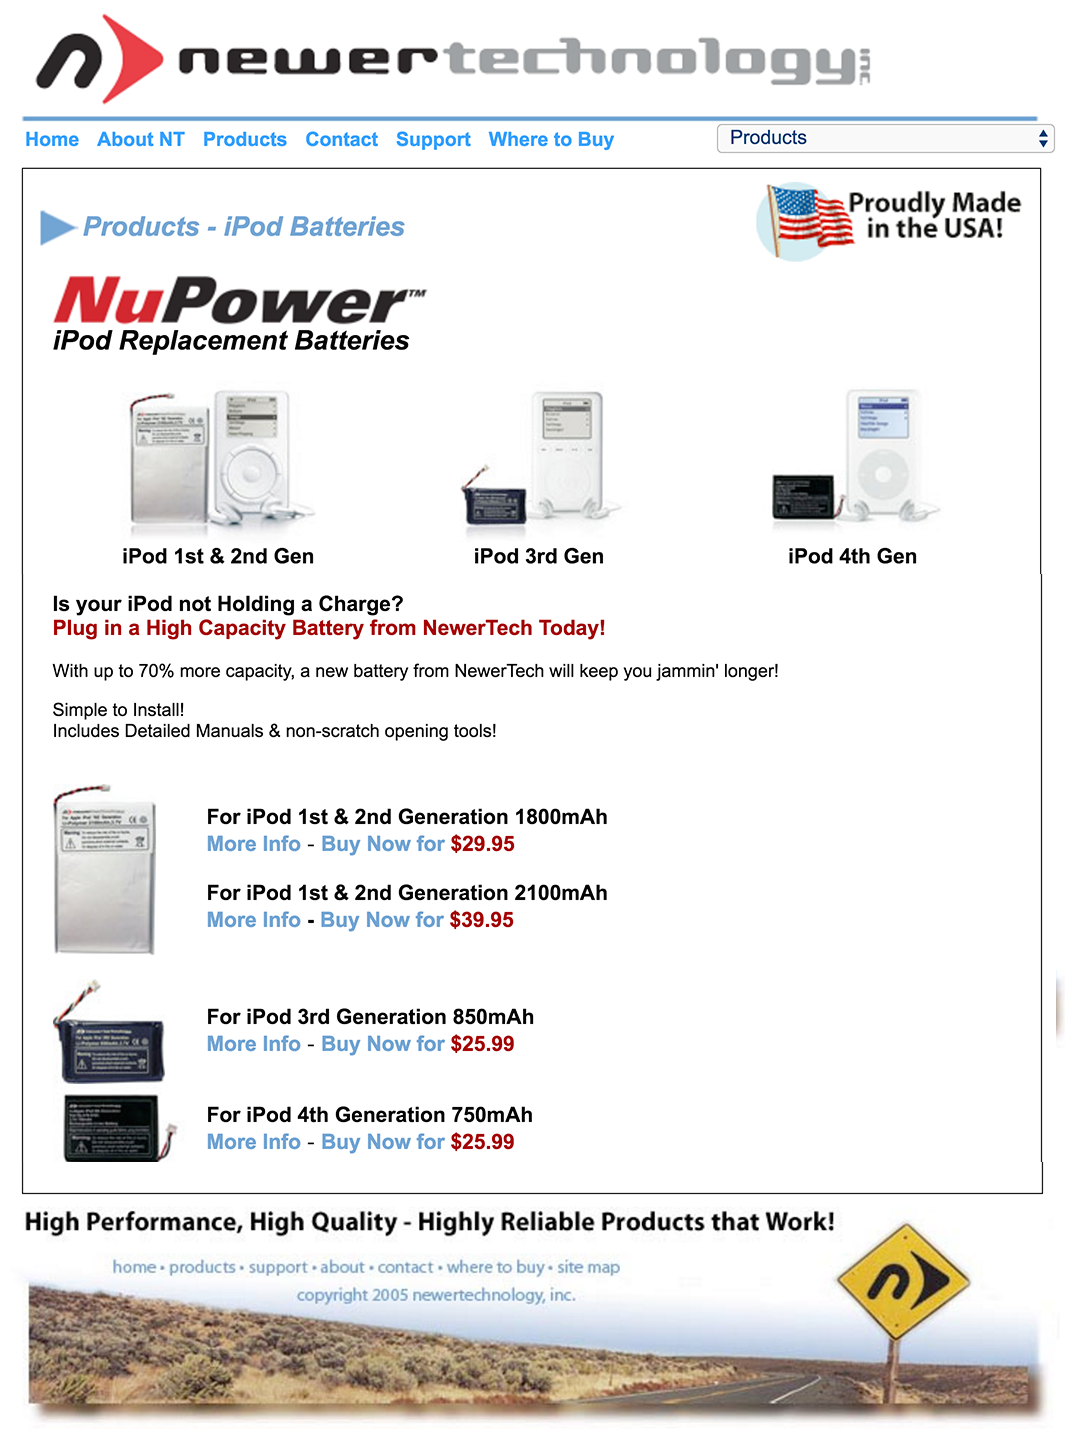 newertechnology inc.
Home About NT Products Contact Support Where to Buy
Products
Products - iPod Batteries
Proudly Made
in the USA!
NuPower™
iPod Replacement Batteries
iPod 1st & 2nd Gen
iPod 3rd Gen
iPod 4th Gen
Is your iPod not Holding a Charge?
Plug in a High Capacity Battery from NewerTech Today!
With up to 70% more capacity, a new battery from NewerTech will keep you jammin' longer!
Simple to Install!
Includes Detailed Manuals & non-scratch opening tools!
For iPod 1st & 2nd Generation 1800mAh
More Info - Buy Now for $29.95
For iPod 1st & 2nd Generation 2100mAh
More Info - Buy Now for $39.95
For iPod 3rd Generation 850mAh
More Info - Buy Now for $25.99
For iPod 4th Generation 750mAh
More Info - Buy Now for $25.99
High Performance, High Quality - Highly Reliable Products that Work!
home • products • support • about • contact • where to buy • site map
copyright 2005 newertechnology, inc.